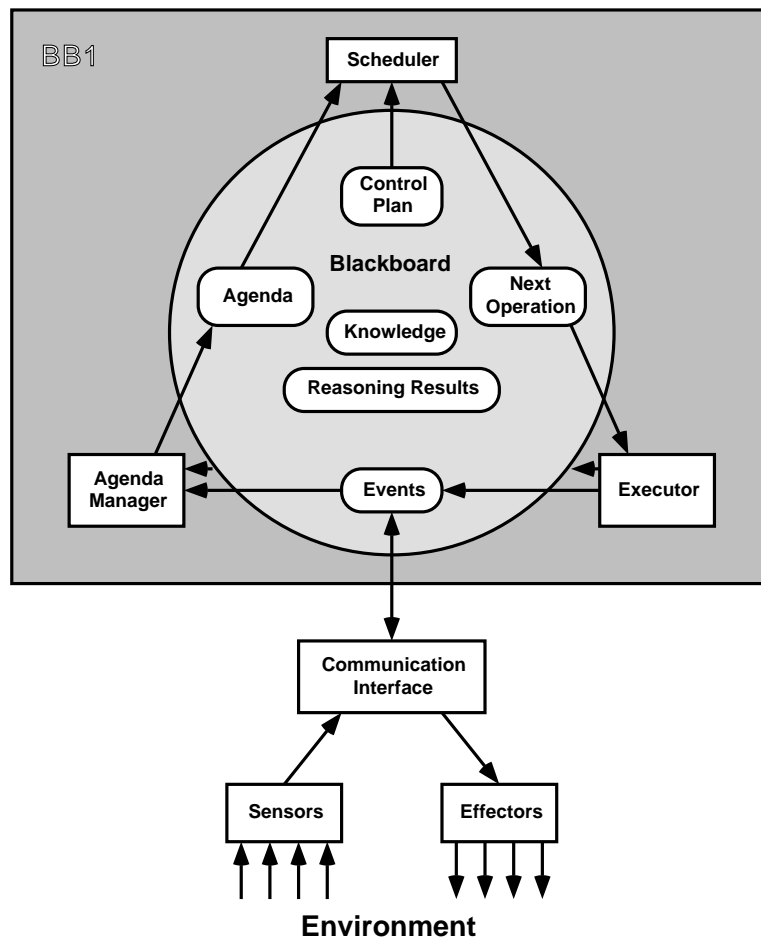 BB1
Scheduler
Control
Plan
Blackboard
Agenda
Next
Operation
Knowledge
Reasoning Results
Agenda
Manager
Events
Executor
Communication
Interface
Sensors
Effectors
Environment